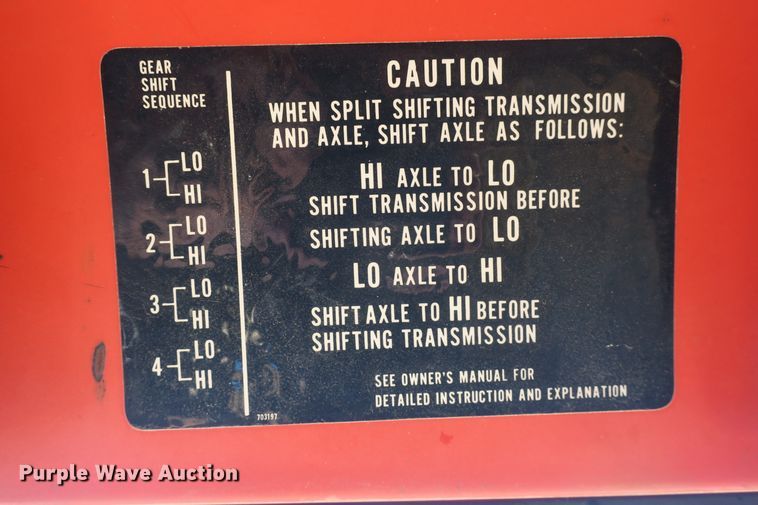 GEAR
SHIFT
SEQUENCE
1 LO
HI
2 LO
HI
3 LO
HI
4 LO
HI
CAUTION
WHEN SPLIT SHIFTING TRANSMISSION
AND AXLE, SHIFT AXLE AS FOLLOWS:
HI AXLE TO LO
SHIFT TRANSMISSION BEFORE
SHIFTING AXLE TO LO
LO AXLE TO HI
SHIFT AXLE TO HI BEFORE
SHIFTING TRANSMISSION
SEE OWNER'S MANUAL FOR
DETAILED INSTRUCTION AND EXPLANATION
703197
Purple Wave Auction